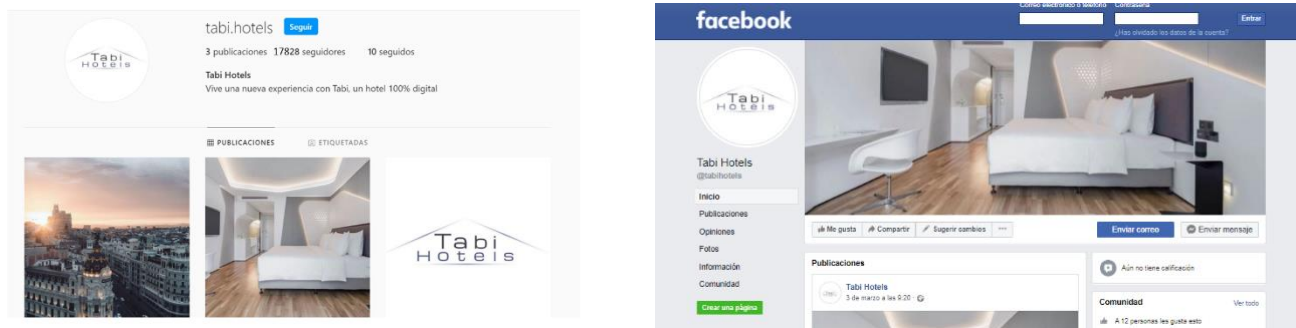 tabi.hotels Seguir
3 publicaciones 17828 seguidores 10 seguidos
Tabi Hotels
Vive una nueva experiencia con Tabi, un hotel 100% digital
Tabi
Hotels
PUBLICACIONES ETIQUETADAS
Tabi
Hotels
Correo electrónico o teléfono Contraseña
facebook
Entrar
¿Has olvidado los datos de la cuenta?
Tabi
Hotels
Tabi Hotels
@tabihotels
Inicio
Publicaciones
Opiniones
Fotos
Información
Comunidad
Crear una página
Me gusta Compartir Sugerir cambios ...
Enviar correo Enviar mensaje
Publicaciones
Tabi Hotels
3 de marzo a las 9:20
Aún no tiene calificación
Comunidad Ver todo
A 12 personas les gusta esto